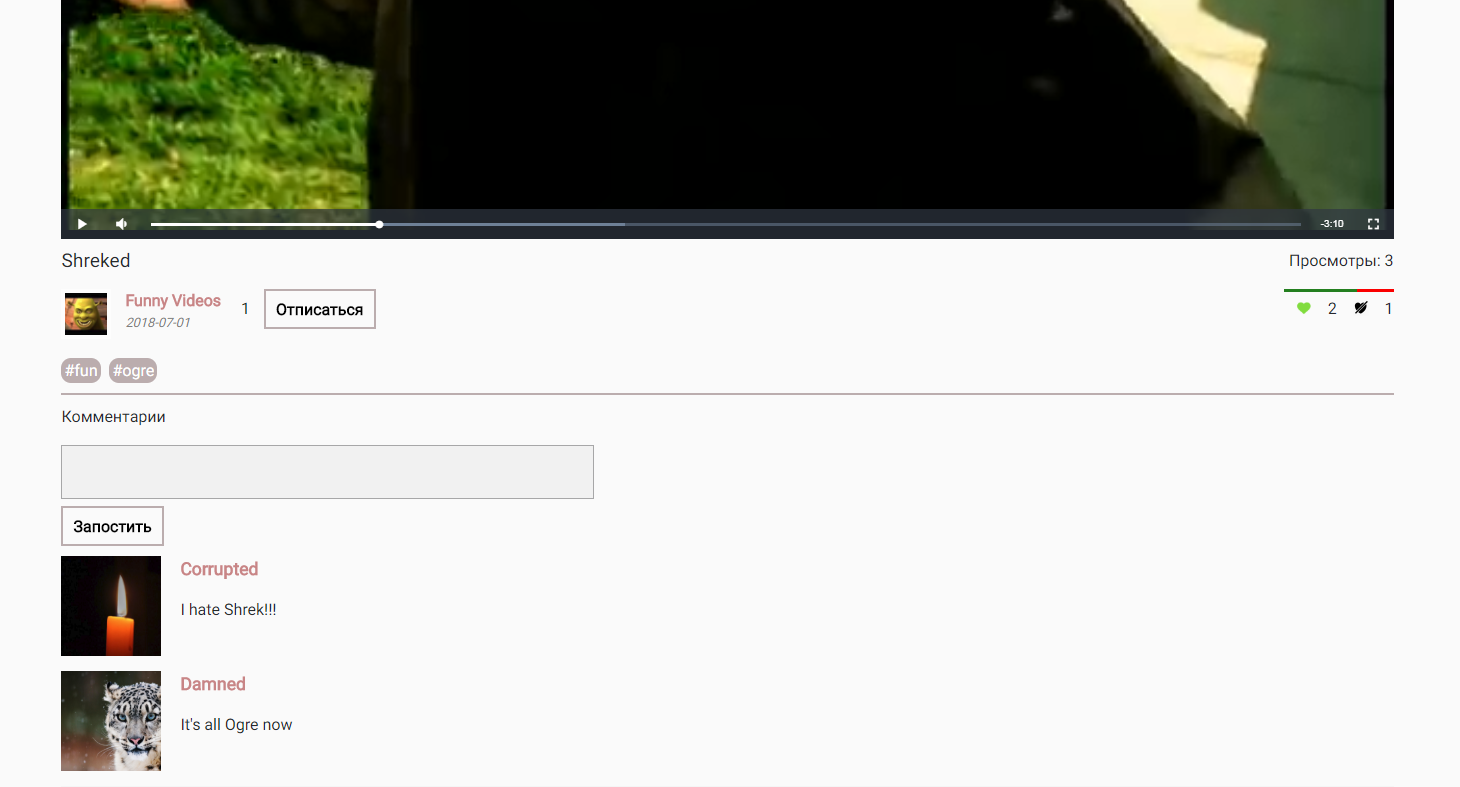 -3:10
Shreked
Просмотры: 3
Funny Videos
1
Отписаться
2018-07-01
2
1
#fun #ogre
Комментарии
Запостить
Corrupted
I hate Shrek!!!
Damned
It's all Ogre now